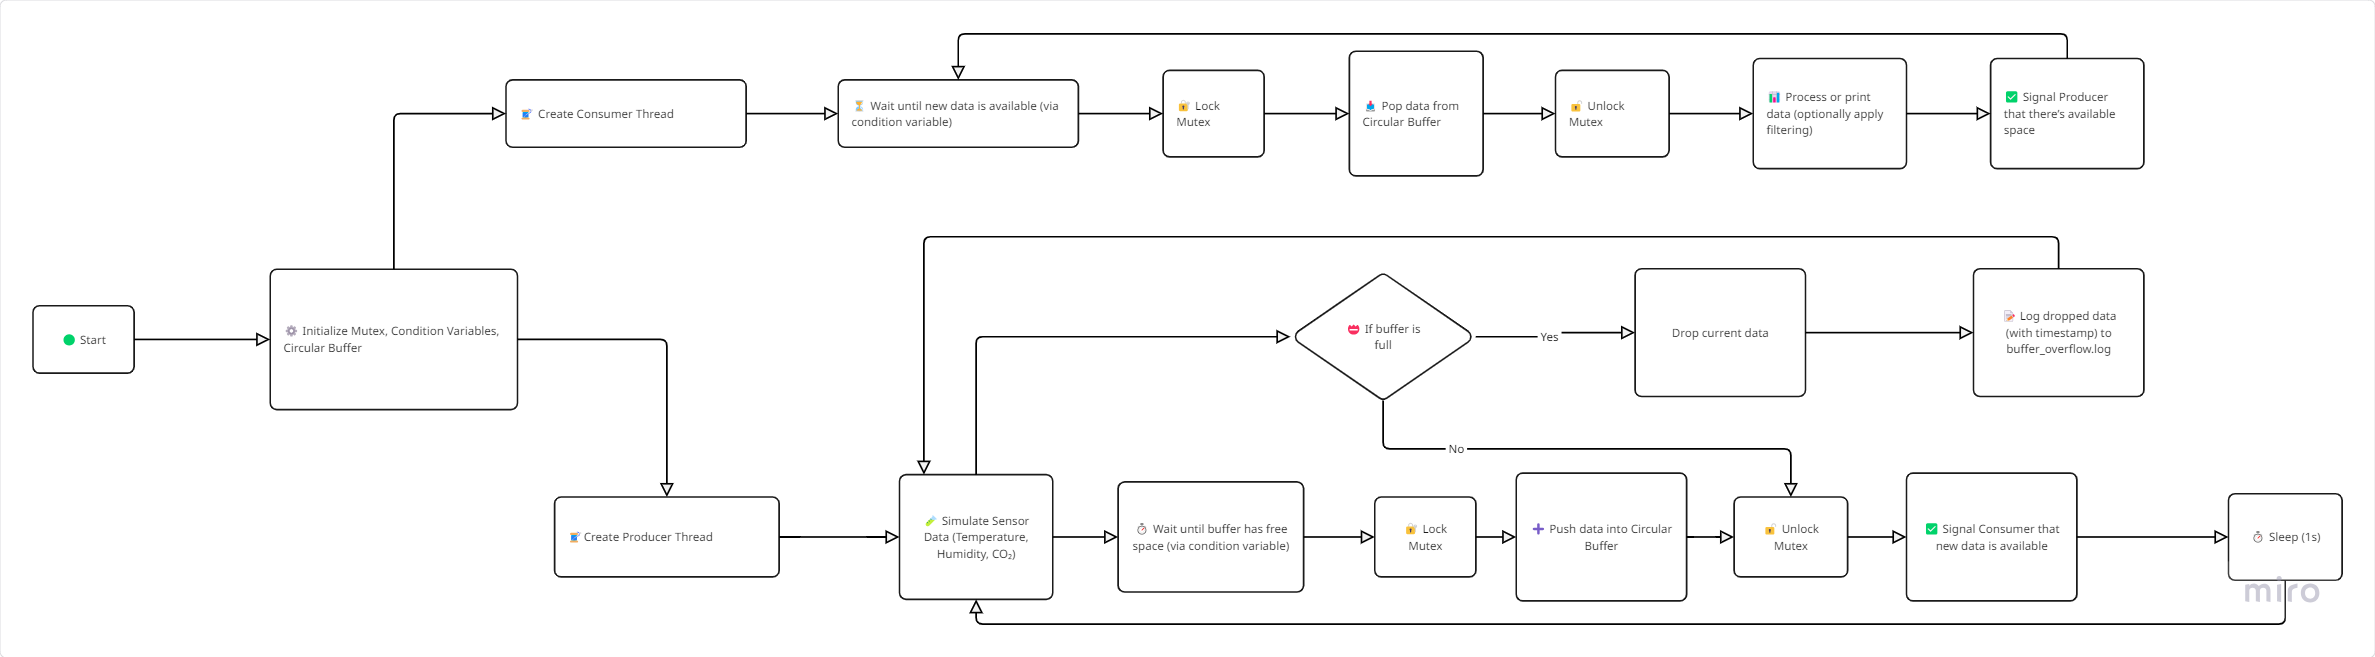 Create Consumer Thread
Wait until new data is available (via
condition variable)
Lock
Mutex
Pop data from
Circular Buffer
Unlock
Mutex
Process or print
data (optionally apply
filtering)
Signal Producer
that there's available
space
Start
Initialize Mutex, Condition Variables,
Circular Buffer
If buffer is
full
Yes
Drop current data
Log dropped data
(with timestamp) to
buffer_overflow.log
No
Create Producer Thread
Simulate Sensor
Data (Temperature,
Humidity, CO₂)
Wait until buffer has free
space (via condition variable)
Lock
Mutex
Push data into Circular
Buffer
Unlock
Mutex
Signal Consumer that
new data is available
Sleep (1s)
miro